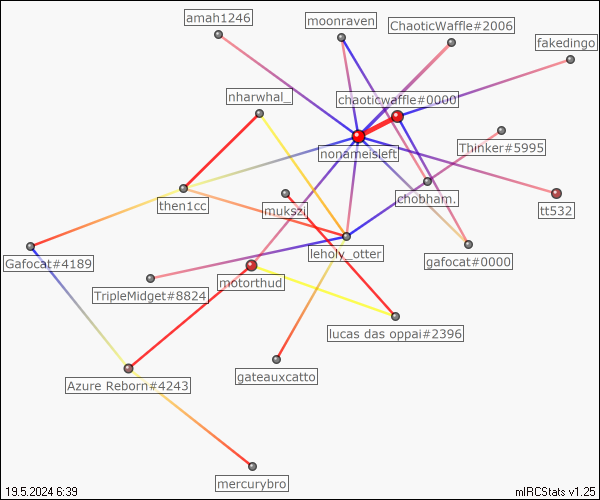 amah1246
moonraven
ChaoticWaffle#2006
fakedingo
nharwhal_
chaoticwaffle#0000
Thinker#5995
nonameisleft
then1cc
mukszi
chobham.
tt532
Gafocat#4189
leholy_otter
gafocat#0000
TripleMidget#8824
motorthud
lucas das oppai#2396
Azure Reborn#4243
gateauxcatto
mercurybro
19.5.2024 6:39
mIRCStats v1.25